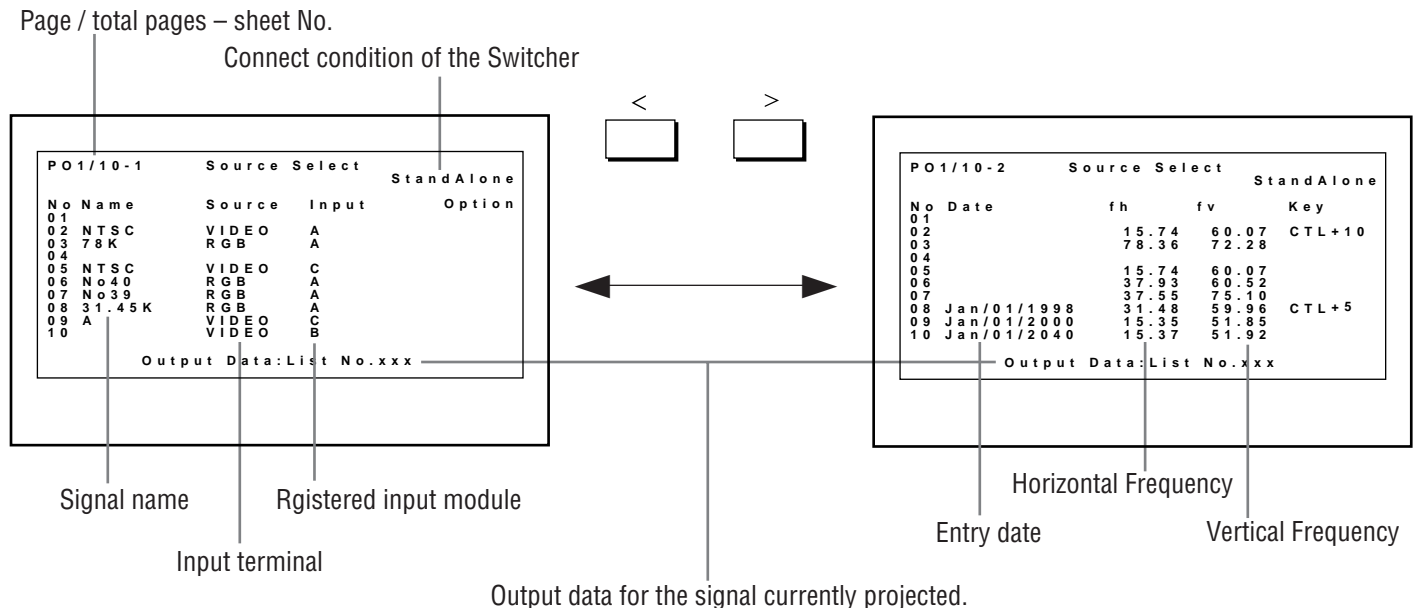 Page / total pages – sheet No.
Connect condition of the Switcher
< >
PO1/10-1 Source Select
StandAlone
No Name Source Input Option
01
02 NTSC VIDEO A
03 78K RGB A
04
05 NTSC VIDEO C
06 No40 RGB A
07 No39 RGB A
08 31.45K RGB A
09 A VIDEO C
10 VIDEO B
Output Data:List No.xxx
PO1/10-2 Source Select
StandAlone
No Date fh fv Key
01
02 15.74 60.07 CTL+10
03 78.36 72.28
04
05 15.74 60.07
06 37.93 60.52
07 37.55 75.10
08 Jan/01/1998 31.48 59.96 CTL+5
09 Jan/01/2000 15.35 51.85
10 Jan/01/2040 15.37 51.92
Output Data:List No.xxx
Signal name
Rgistered input module
Input terminal
Horizontal Frequency
Entry date
Vertical Frequency
Output data for the signal currently projected.